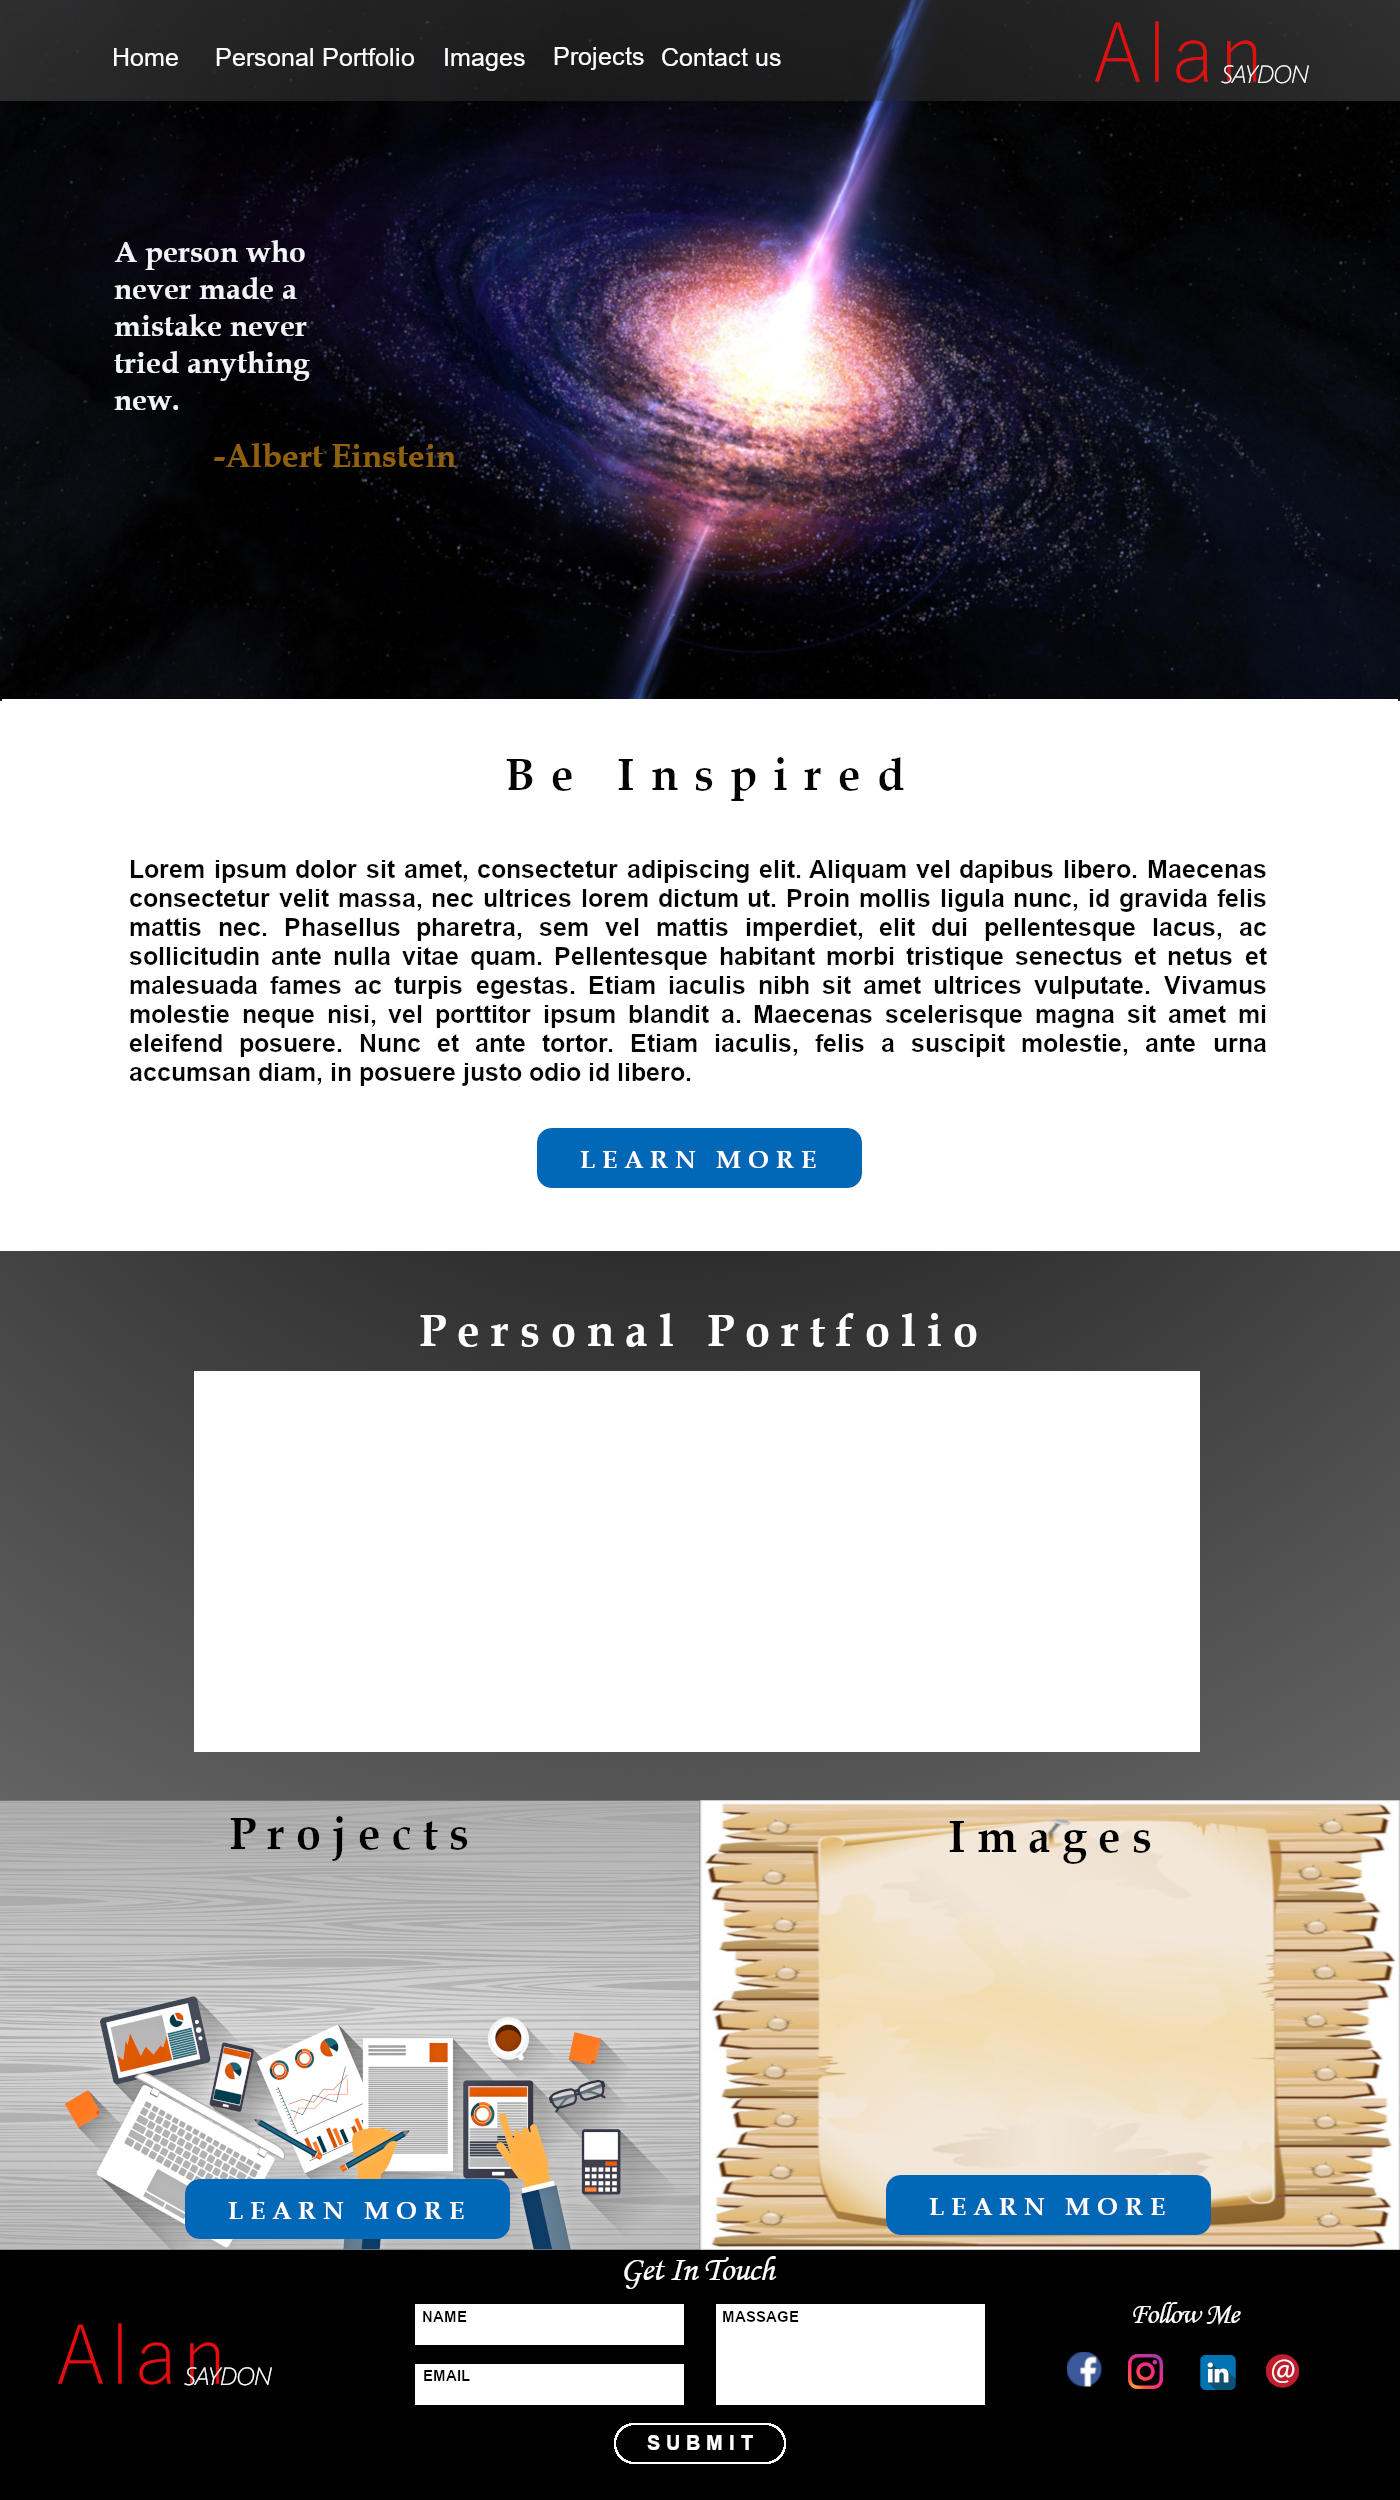 Home Personal Portfolio Images Projects Contact us
Alan
SAYDON
A person who
never made a
mistake never
tried anything
new.
-Albert Einstein
Be Inspired
Lorem ipsum dolor sit amet, consectetur adipiscing elit. Aliquam vel dapibus libero. Maecenas
consectetur velit massa, nec ultrices lorem dictum ut. Proin mollis ligula nunc, id gravida felis
mattis nec. Phasellus pharetra, sem vel mattis imperdiet, elit dui pellentesque lacus, ac
sollicitudin ante nulla vitae quam. Pellentesque habitant morbi tristique senectus et netus et
malesuada fames ac turpis egestas. Etiam iaculis nibh sit amet ultrices vulputate. Vivamus
molestie neque nisi, vel porttitor ipsum blandit a. Maecenas scelerisque magna sit amet mi
eleifend posuere. Nunc et ante tortor. Etiam iaculis, felis a suscipit molestie, ante urna
accumsan diam, in posuere justo odio id libero.
LEARN MORE
Personal Portfolio
Projects
Images
LEARN MORE
LEARN MORE
Get In Touch
Alan
SAYDON
NAME
EMAIL
MASSAGE
SUBMIT
Follow Me
f
in
@